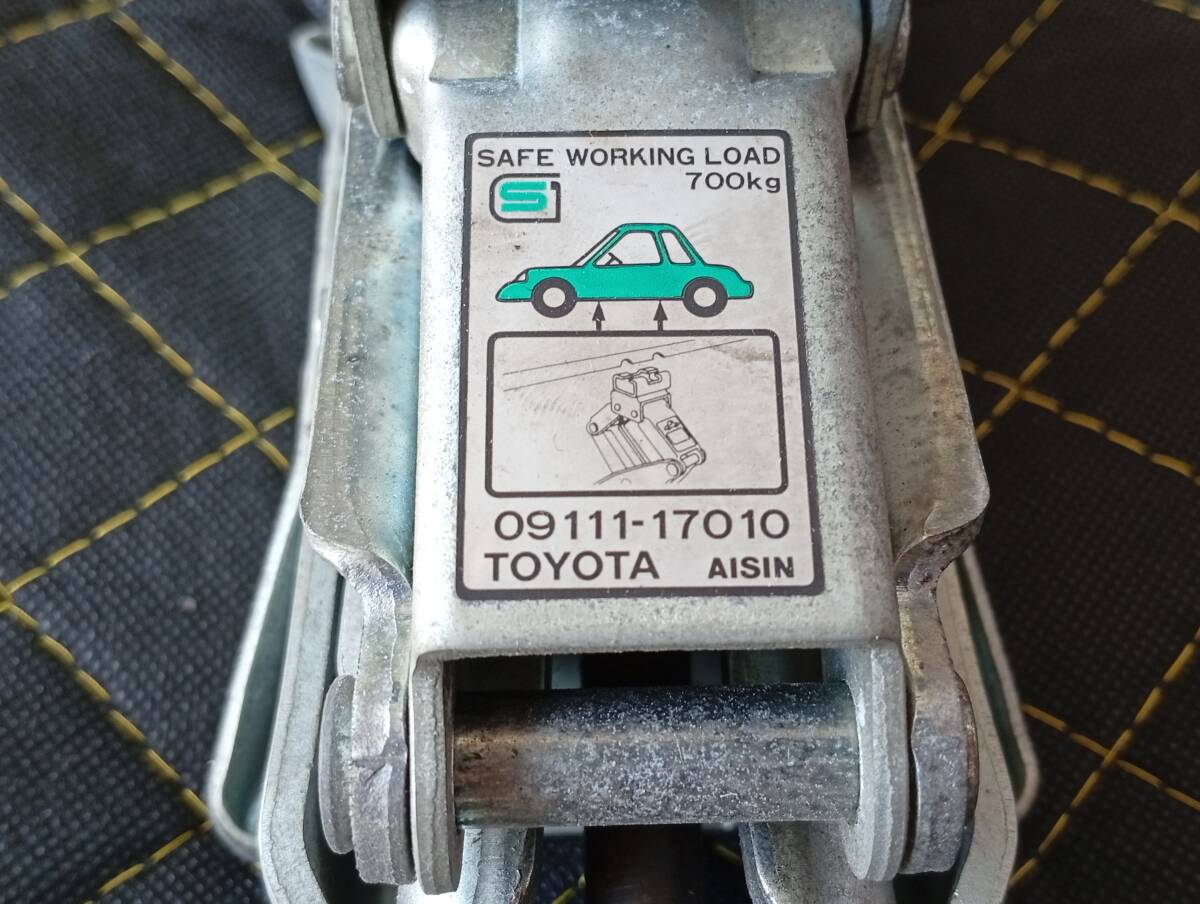 SAFE WORKING LOAD
700kg
09111-17010
TOYOTA AISIN